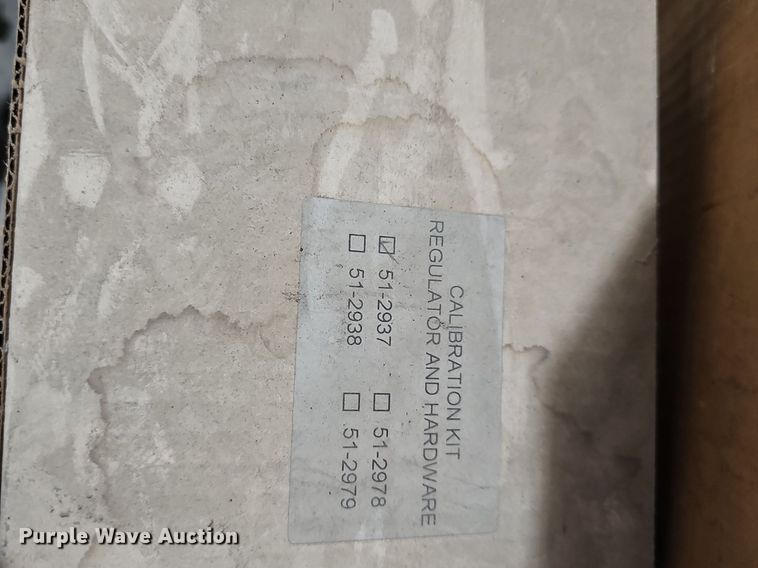 CALIBRATION KIT
REGULATOR AND HARDWARE
☑ 51-2937 ☐ 51-2978
☐ 51-2938 ☐ 51-2979
Purple Wave Auction